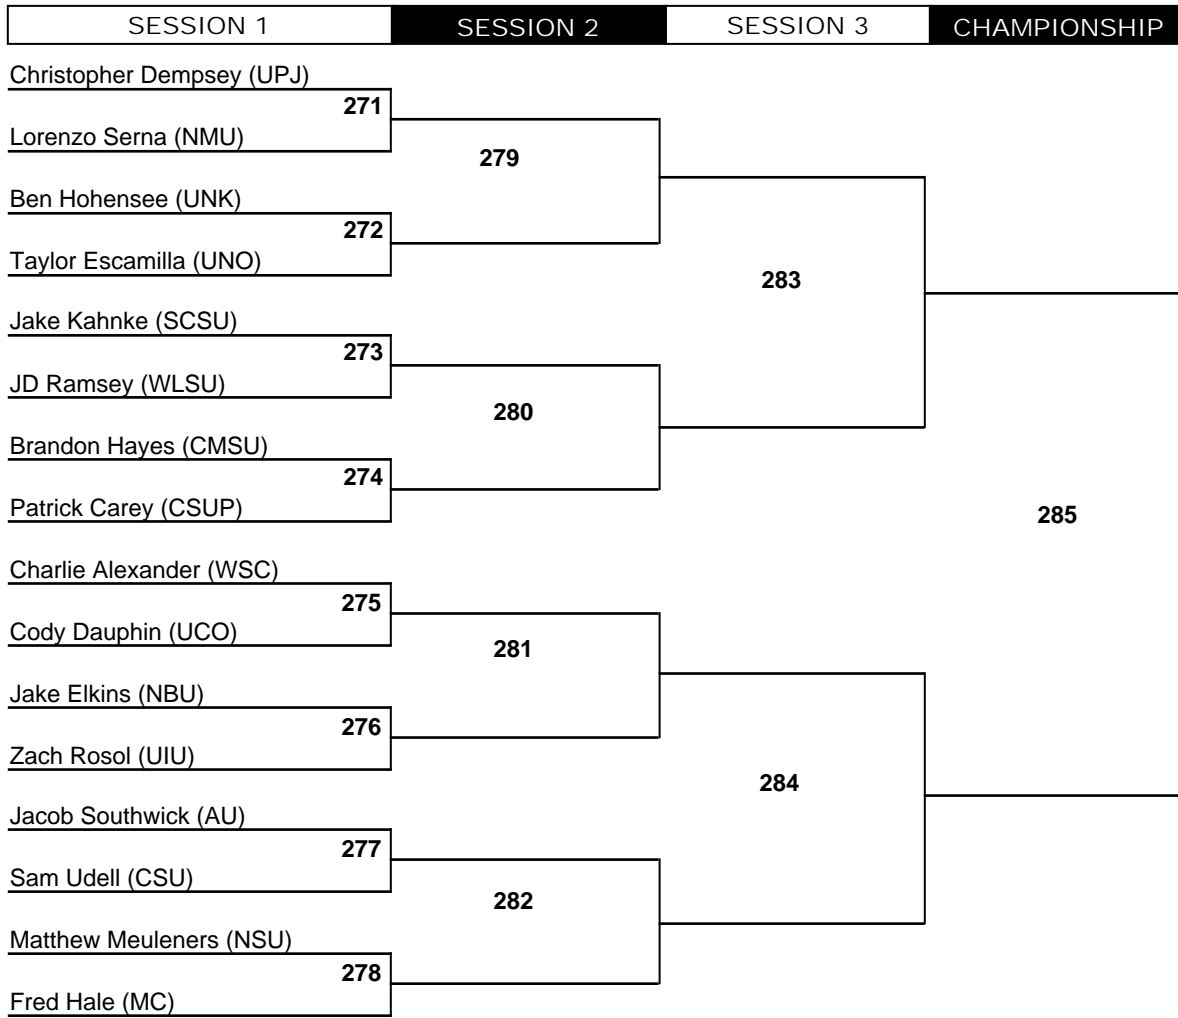 SESSION 1 SESSION 2 SESSION 3 CHAMPIONSHIP
Christopher Dempsey (UPJ)
271
Lorenzo Serna (NMU)
279
Ben Hohensee (UNK)
272
Taylor Escamilla (UNO)
283
Jake Kahnke (SCSU)
273
JD Ramsey (WLSU)
280
Brandon Hayes (CMSU)
274
Patrick Carey (CSUP)
285
Charlie Alexander (WSC)
275
Cody Dauphin (UCO)
281
Jake Elkins (NBU)
276
Zach Rosol (UIU)
284
Jacob Southwick (AU)
277
Sam Udell (CSU)
282
Matthew Meuleners (NSU)
278
Fred Hale (MC)